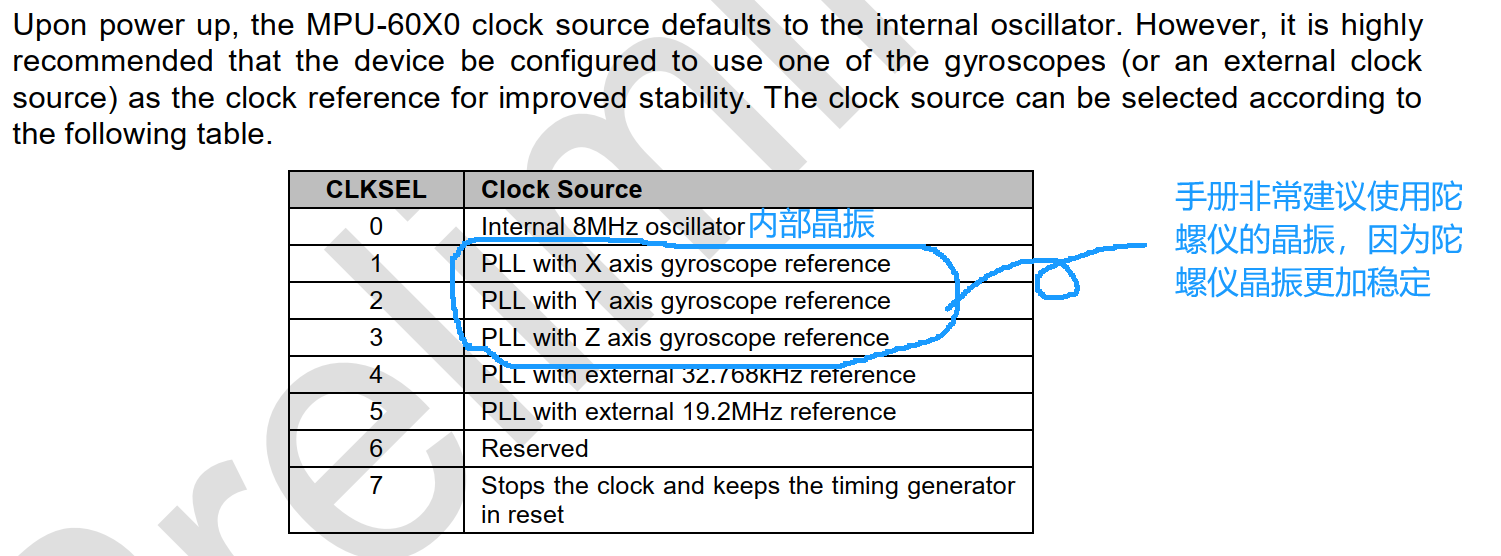 Upon power up, the MPU-60X0 clock source defaults to the internal oscillator. However, it is highly
recommended that the device be configured to use one of the gyroscopes (or an external clock
source) as the clock reference for improved stability. The clock source can be selected according to
the following table.
CLKSEL Clock Source
0 Internal 8MHz oscillator 内部晶振
1 PLL with X axis gyroscope reference
2 PLL with Y axis gyroscope reference
3 PLL with Z axis gyroscope reference
4 PLL with external 32.768kHz reference
5 PLL with external 19.2MHz reference
6 Reserved
7 Stops the clock and keeps the timing generator
in reset
手册非常建议使用陀
螺仪的晶振，因为陀
螺仪晶振更加稳定